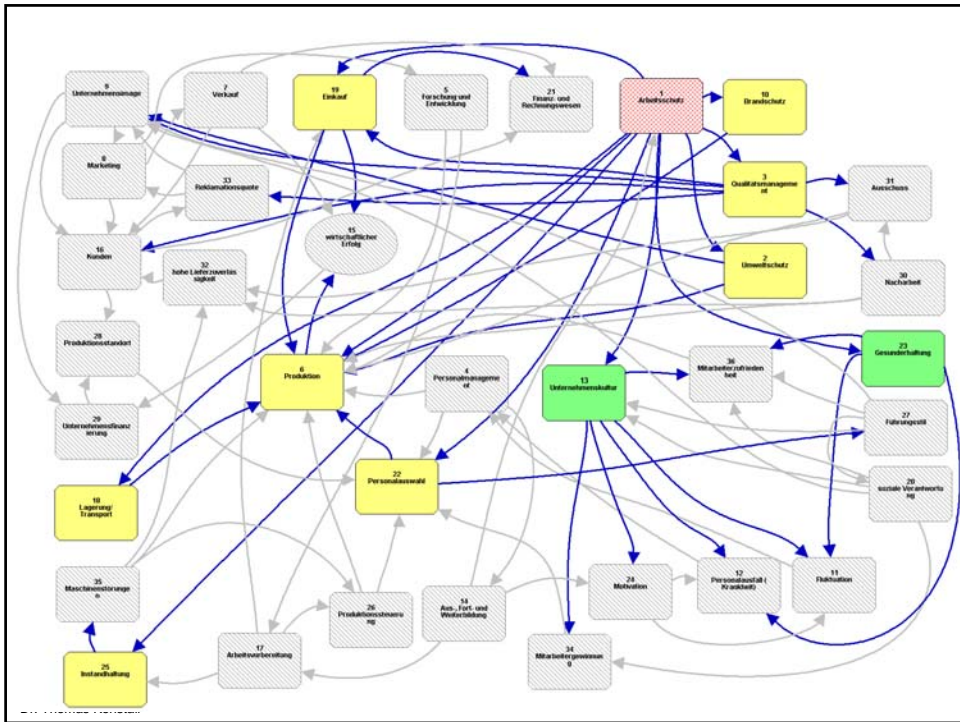 9
Unternehmensimage
7
Verkauf
19
Einkauf
5
Forschung und
Entwicklung
21
Finanz- und
Rechnungswesen
1
Arbeitsschutz
10
Brandschutz
8
Marketing
33
Reklamationsquote
3
Qualitätsmanageme
nt
31
Ausschuss
15
wirtschaftlicher
Erfolg
16
Kunden
32
hohe Lieferzuverläs
sigkeit
2
Umweltschutz
30
Nacharbeit
28
Produktionsstandort
6
Produktion
4
Personalmanageme
nt
13
Unternehmenskultur
36
Mitarbeiterzufrieden
heit
23
Gesunderhaltung
29
Unternehmensfinanz
ierung
27
Führungsstil
22
Personalauswahl
20
soziale Verantwortu
ng
18
Lagerung/
Transport
35
Maschinenstörunge
n
26
Produktionssteueru
ng
14
Aus-, Fort- und
Weiterbildung
24
Motivation
12
Personalausfall (
Krankheit)
11
Fluktuation
17
Arbeitsvorbereitung
34
Mitarbeitergewinnun
g
25
Instandhaltung